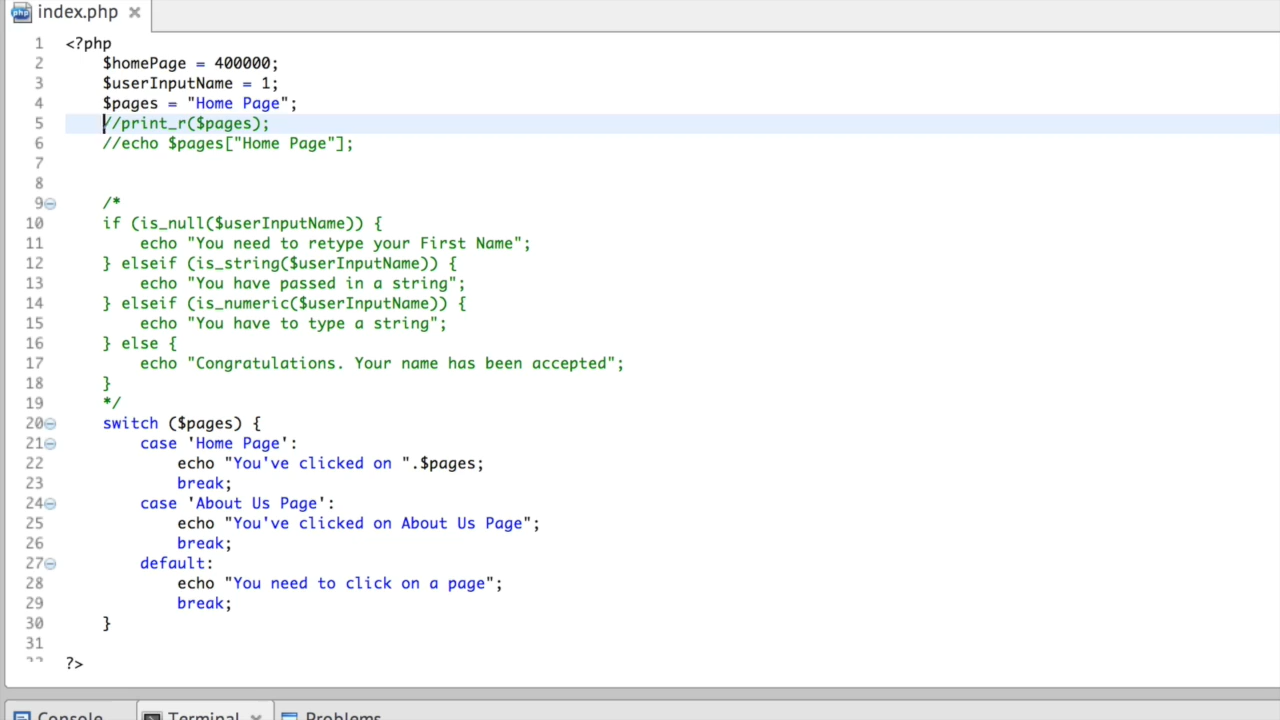 php index.php
1 <?php
2 $homePage = 400000;
3 $userInputName = 1;
4 $pages = "Home Page";
5 //print_r($pages);
6 //echo $pages["Home Page"];
7
8
9 /*
10 if (is_null($userInputName)) {
11 echo "You need to retype your First Name";
12 } elseif (is_string($userInputName)) {
13 echo "You have passed in a string";
14 } elseif (is_numeric($userInputName)) {
15 echo "You have to type a string";
16 } else {
17 echo "Congratulations. Your name has been accepted";
18 }
19 */
20 switch ($pages) {
21 case 'Home Page':
22 echo "You've clicked on ".$pages;
23 break;
24 case 'About Us Page':
25 echo "You've clicked on About Us Page";
26 break;
27 default:
28 echo "You need to click on a page";
29 break;
30 }
31
?>
Console Terminal Problems